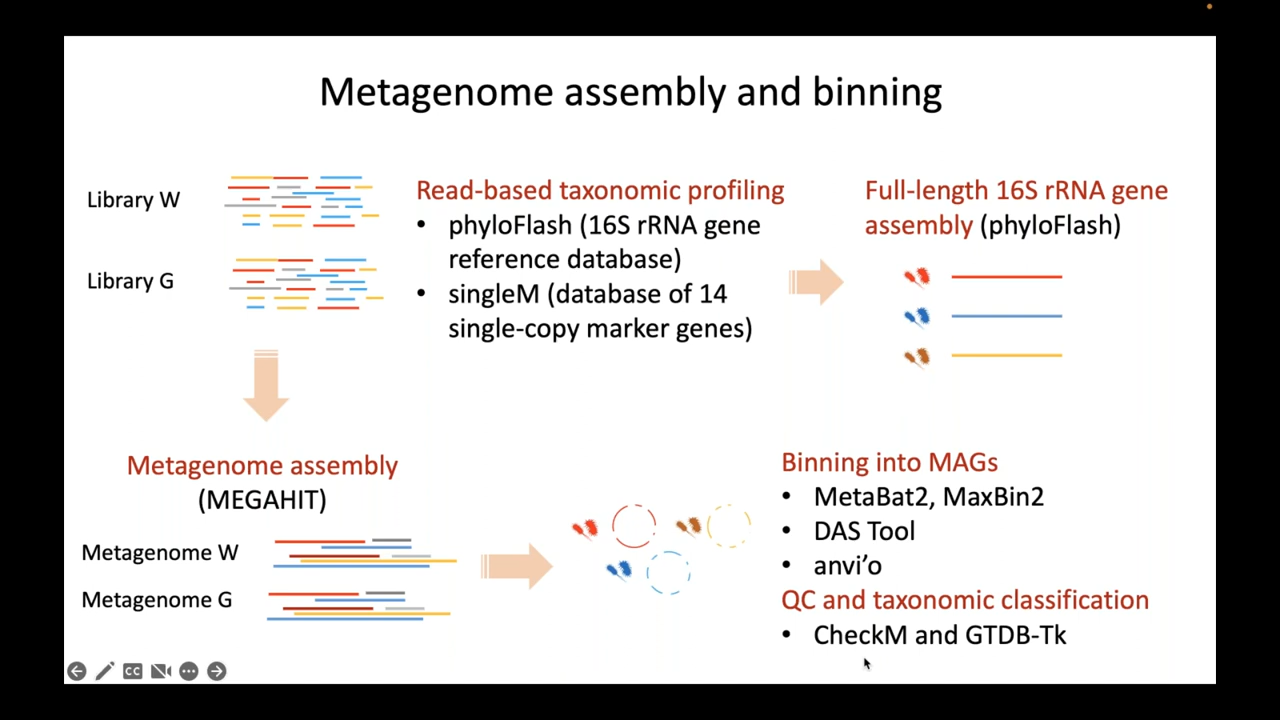 Metagenome assembly and binning
Library W
Library G
Read-based taxonomic profiling
• phyloFlash (16S rRNA gene
reference database)
• singleM (database of 14
single-copy marker genes)
Full-length 16S rRNA gene
assembly (phyloFlash)
Metagenome assembly
(MEGAHIT)
Metagenome W
Metagenome G
Binning into MAGs
• MetaBat2, MaxBin2
• DAS Tool
• anvi’o
QC and taxonomic classification
• CheckM and GTDB-Tk
CC